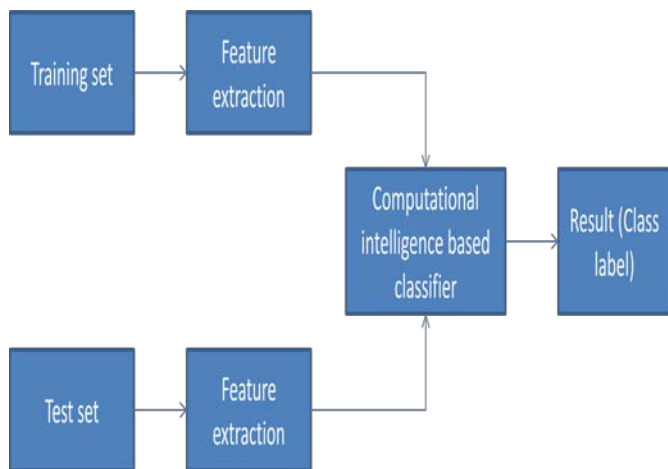 Training set
Feature
extraction
Computational
intelligence based
classifier
Result (Class
label)
Test set
Feature
extraction